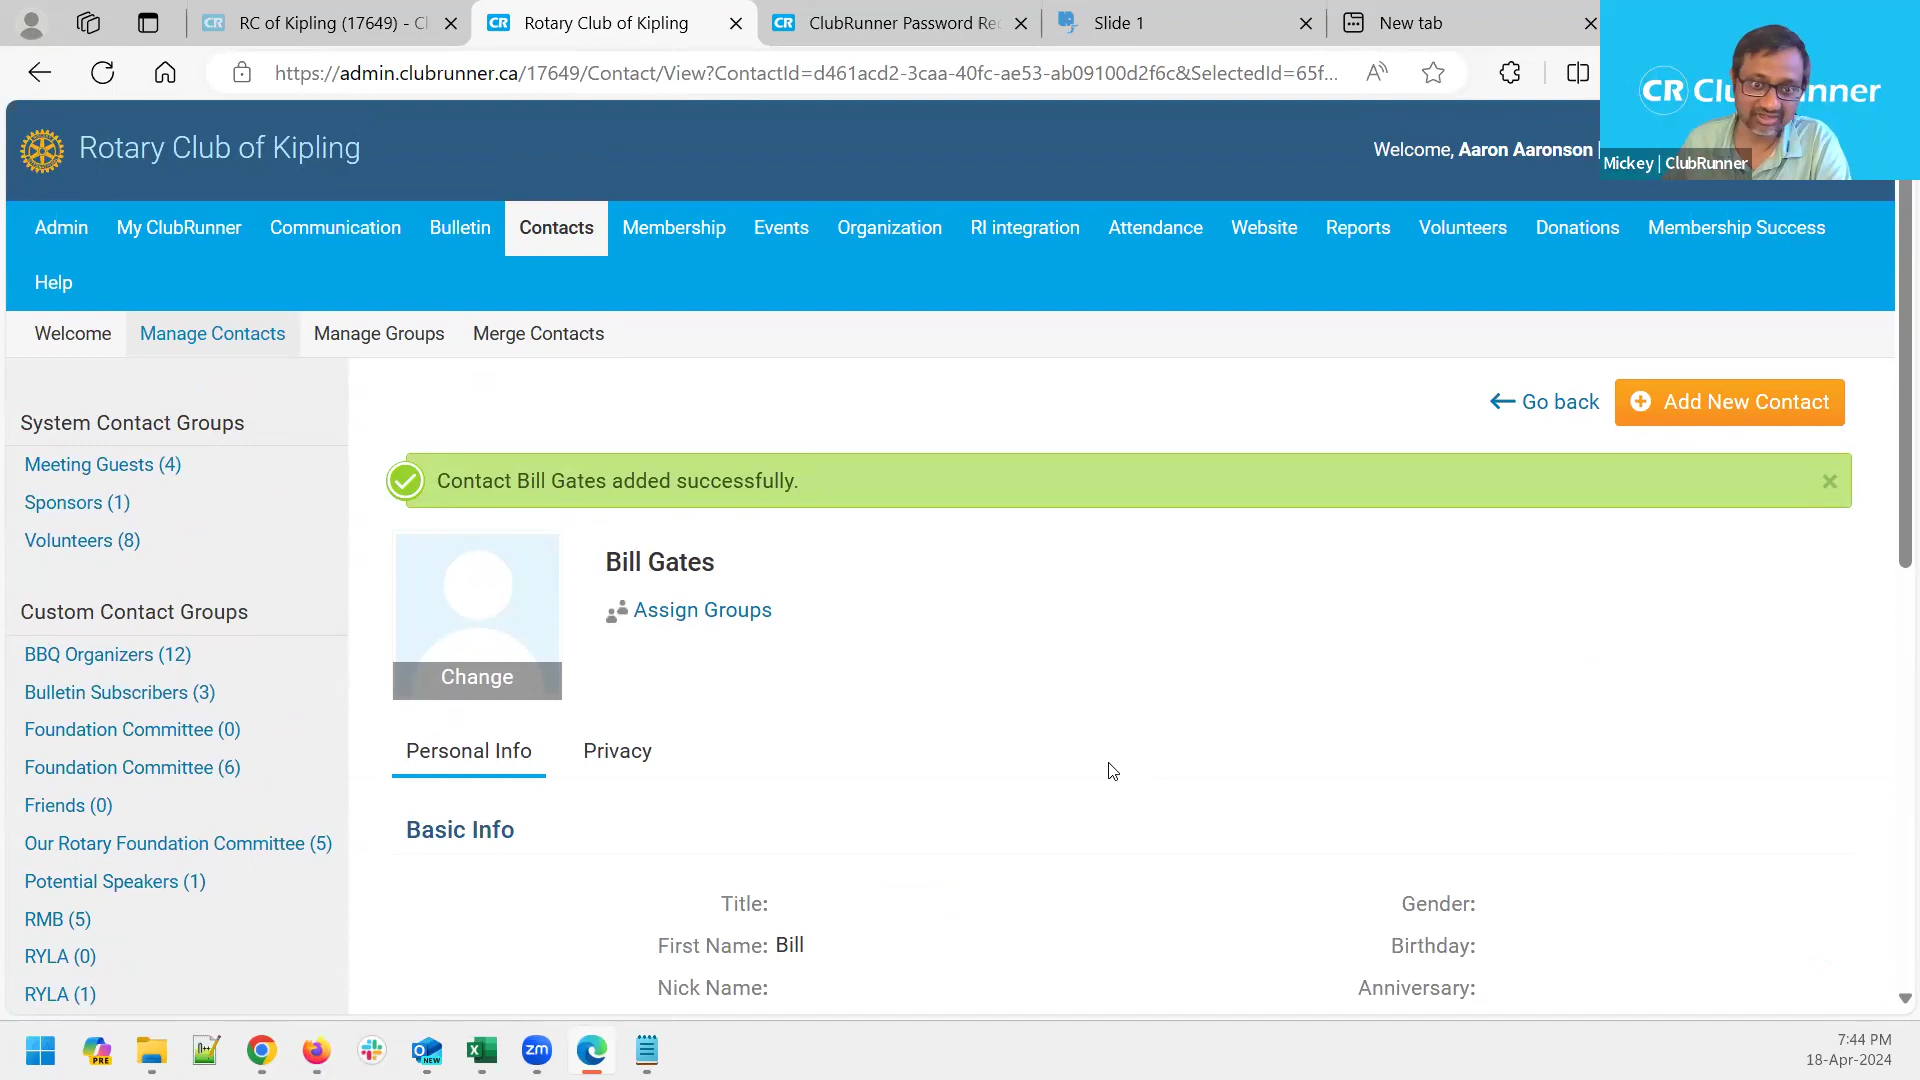 RC of Kipling (17649) - Cl
Rotary Club of Kipling
ClubRunner Password Rec
Slide 1
New tab
https://admin.clubrunner.ca/17649/Contact/View?ContactId=d461acd2-3caa-40fc-ae53-ab09100d2f6c&SelectedId=65f...
CR Clu nner
Mickey | ClubRunner
Rotary Club of Kipling
Welcome, Aaron Aaronson |
Admin My ClubRunner Communication Bulletin Contacts Membership Events Organization RI integration Attendance Website Reports Volunteers Donations Membership Success
Help
Welcome Manage Contacts Manage Groups Merge Contacts
System Contact Groups
Meeting Guests (4)
Sponsors (1)
Volunteers (8)
Custom Contact Groups
BBQ Organizers (12)
Bulletin Subscribers (3)
Foundation Committee (0)
Foundation Committee (6)
Friends (0)
Our Rotary Foundation Committee (5)
Potential Speakers (1)
RMB (5)
RYLA (0)
RYLA (1)
Go back Add New Contact
Contact Bill Gates added successfully.
Bill Gates
Assign Groups
Change
Personal Info Privacy
Basic Info
Title: Gender:
First Name: Bill Birthday:
Nick Name: Anniversary:
PRE
NEW
zm
7:44 PM
18-Apr-2024